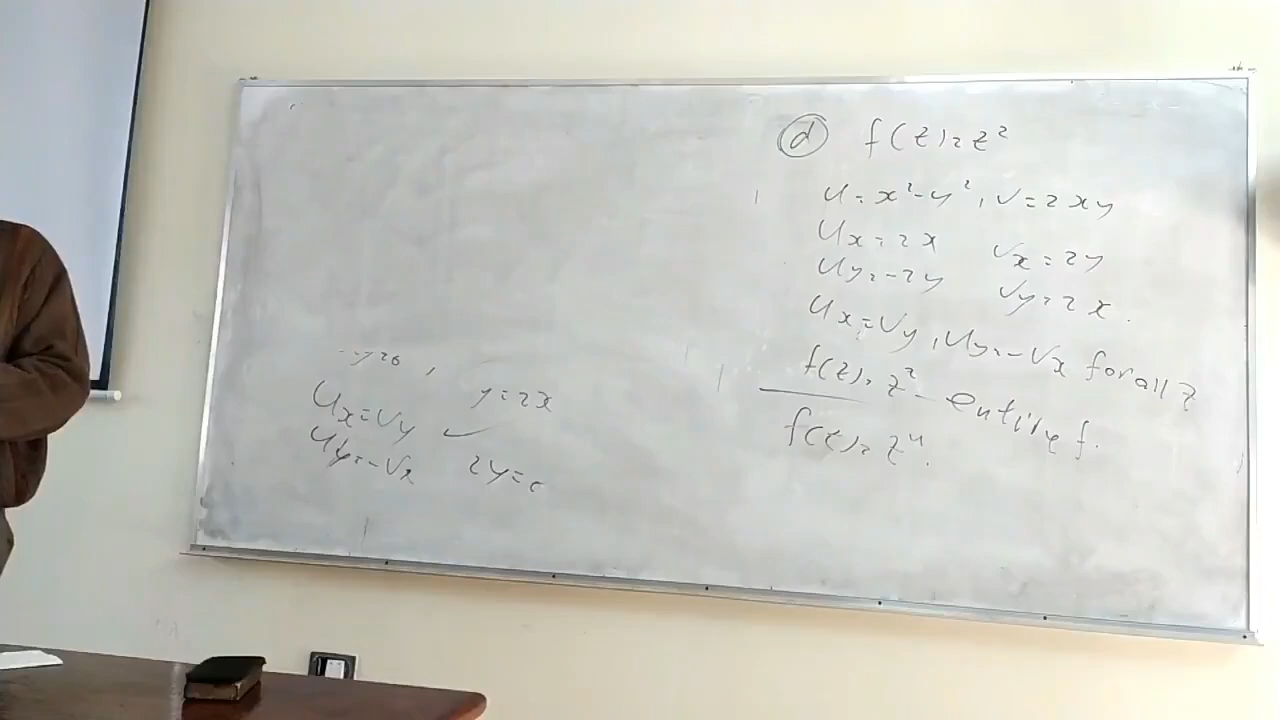 y=0,
y=2x
Ux=Vy
Uy=-Vx
2y=0
(d) f(z)=z²
U=x²-y², V=2xy
Ux=2x Vx=2y
Uy=-2y Vy=2x.
Ux=Vy, Uy=-Vx for all z
f(z)=z² - entire f.
f(z)=z⁴.